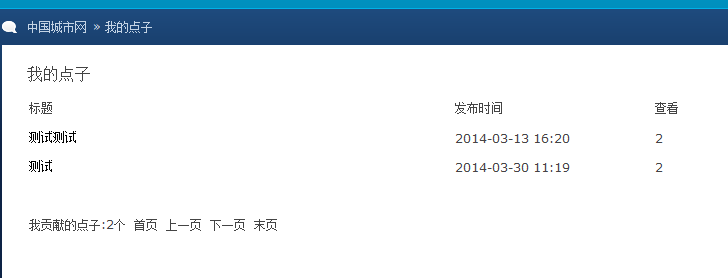 中国城市网 » 我的点子
我的点子
标题 发布时间 查看
测试测试 2014-03-13 16:20 2
测试 2014-03-30 11:19 2
我贡献的点子:2个 首页 上一页 下一页 末页